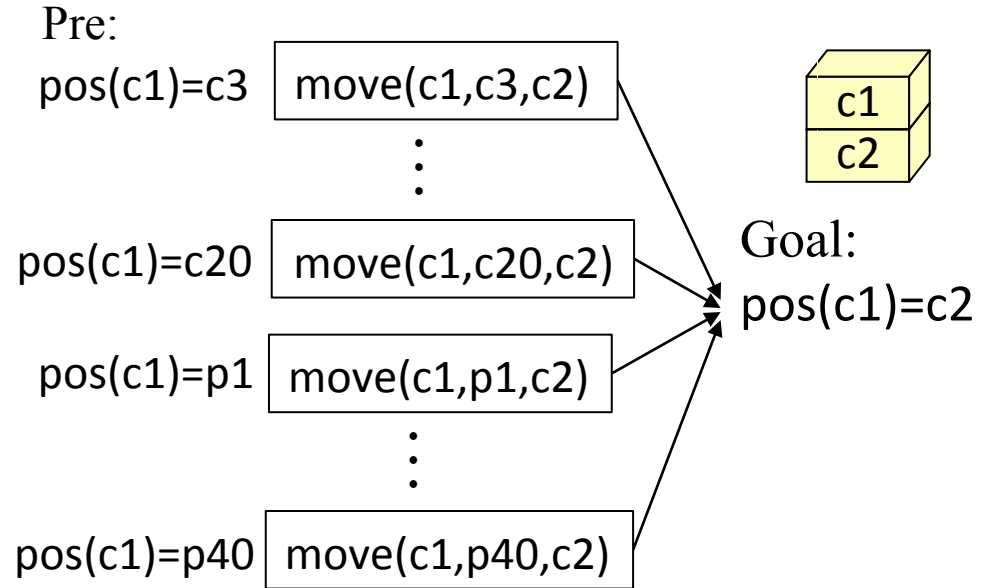 Pre:
pos(c1)=c3 move(c1,c3,c2)
c1
c2
pos(c1)=c20 move(c1,c20,c2)
Goal:
pos(c1)=c2
pos(c1)=p1 move(c1,p1,c2)
pos(c1)=p40 move(c1,p40,c2)